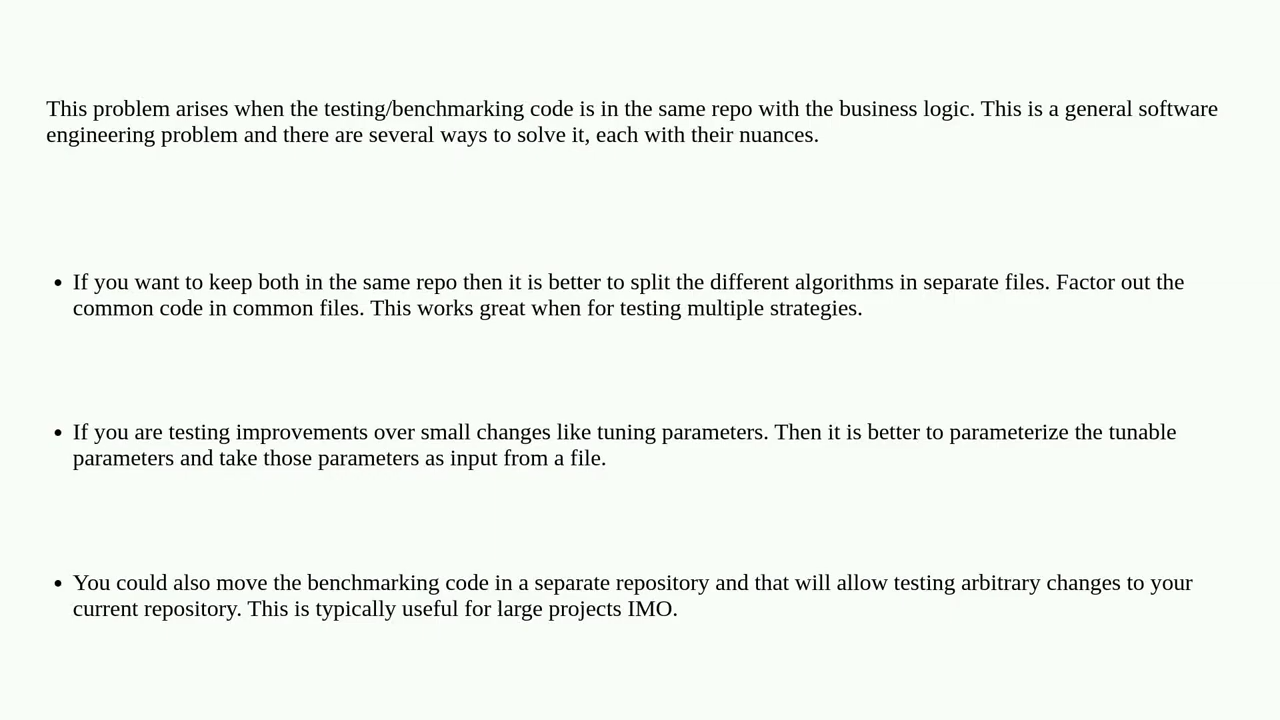 This problem arises when the testing/benchmarking code is in the same repo with the business logic. This is a general software
engineering problem and there are several ways to solve it, each with their nuances.
• If you want to keep both in the same repo then it is better to split the different algorithms in separate files. Factor out the
common code in common files. This works great when for testing multiple strategies.
• If you are testing improvements over small changes like tuning parameters. Then it is better to parameterize the tunable
parameters and take those parameters as input from a file.
• You could also move the benchmarking code in a separate repository and that will allow testing arbitrary changes to your
current repository. This is typically useful for large projects IMO.